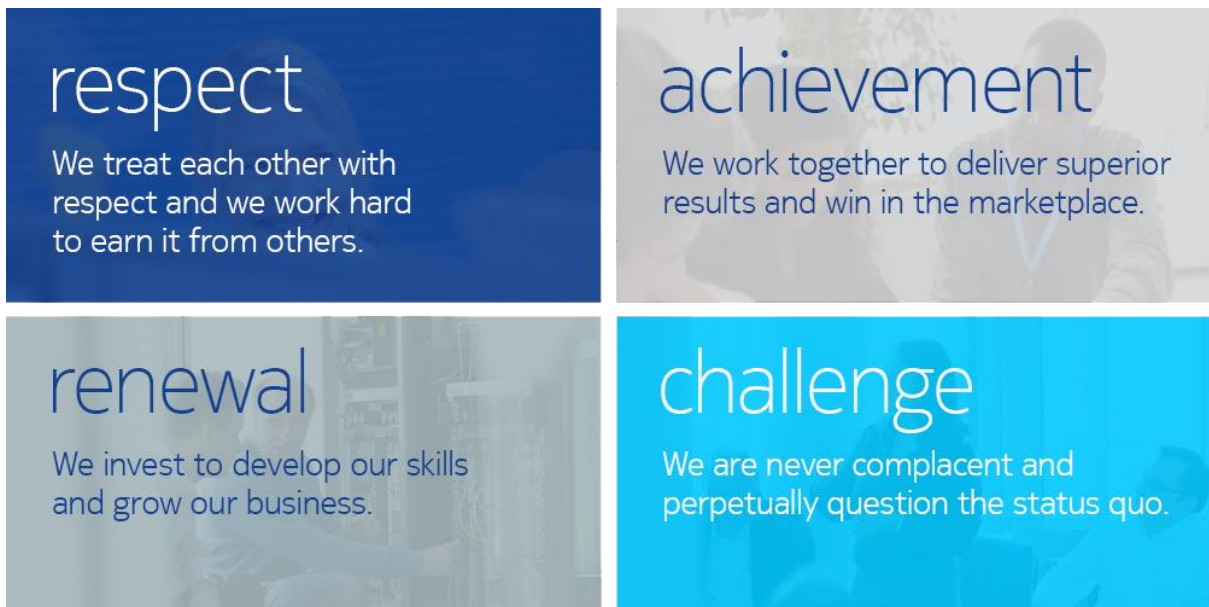 respect
We treat each other with
respect and we work hard
to earn it from others.
achievement
We work together to deliver superior
results and win in the marketplace.
renewal
We invest to develop our skills
and grow our business.
challenge
We are never complacent and
perpetually question the status quo.